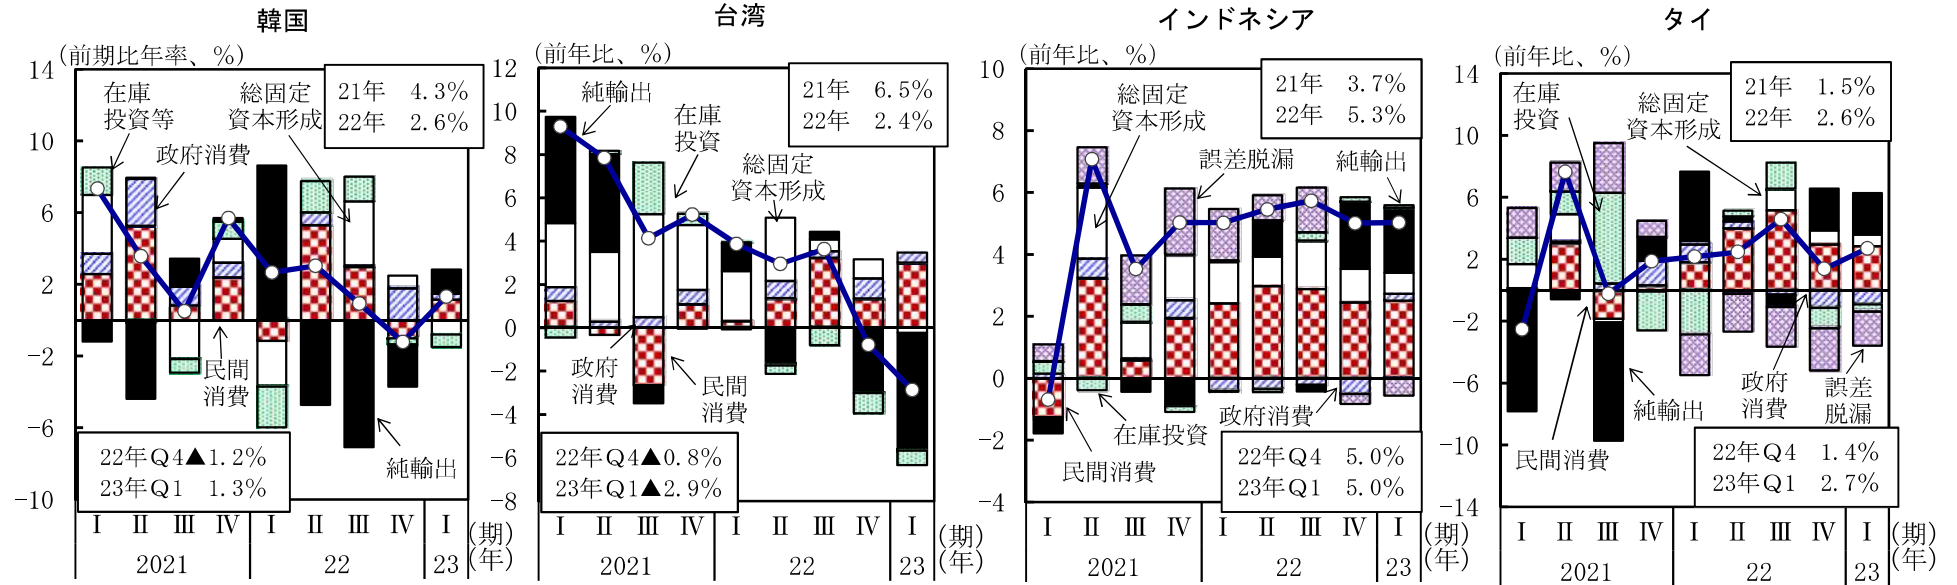 韓国
(前期比年率、%)
14
10
6
2
-2
-6
-10
在庫
投資等
総固定
資本形成
政府消費
21年 4.3%
22年 2.6%
民間
消費
純輸出
22年Q4▲1.2%
23年Q1 1.3%
Ⅰ Ⅱ Ⅲ Ⅳ Ⅰ Ⅱ Ⅲ Ⅳ Ⅰ (期)
2021 22 23 (年)
台湾
(前年比、%)
12
10
8
6
4
2
0
-2
-4
-6
-8
純輸出
在庫
投資
総固定
資本形成
21年 6.5%
22年 2.4%
政府
消費
民間
消費
22年Q4▲0.8%
23年Q1▲2.9%
Ⅰ Ⅱ Ⅲ Ⅳ Ⅰ Ⅱ Ⅲ Ⅳ Ⅰ (期)
2021 22 23 (年)
インドネシア
(前年比、%)
10
8
6
4
2
0
-2
-4
総固定
資本形成
21年 3.7%
22年 5.3%
誤差脱漏
純輸出
政府消費
在庫投資
民間消費
22年Q4 5.0%
23年Q1 5.0%
Ⅰ Ⅱ Ⅲ Ⅳ Ⅰ Ⅱ Ⅲ Ⅳ Ⅰ (期)
2021 22 23 (年)
タイ
(前年比、%)
14
10
6
2
-2
-6
-10
-14
在庫
投資
総固定
資本形成
21年 1.5%
22年 2.6%
政府
消費
誤差
脱漏
純輸出
民間消費
22年Q4 1.4%
23年Q1 2.7%
Ⅰ Ⅱ Ⅲ Ⅳ Ⅰ Ⅱ Ⅲ Ⅳ Ⅰ (期)
2021 22 23 (年)